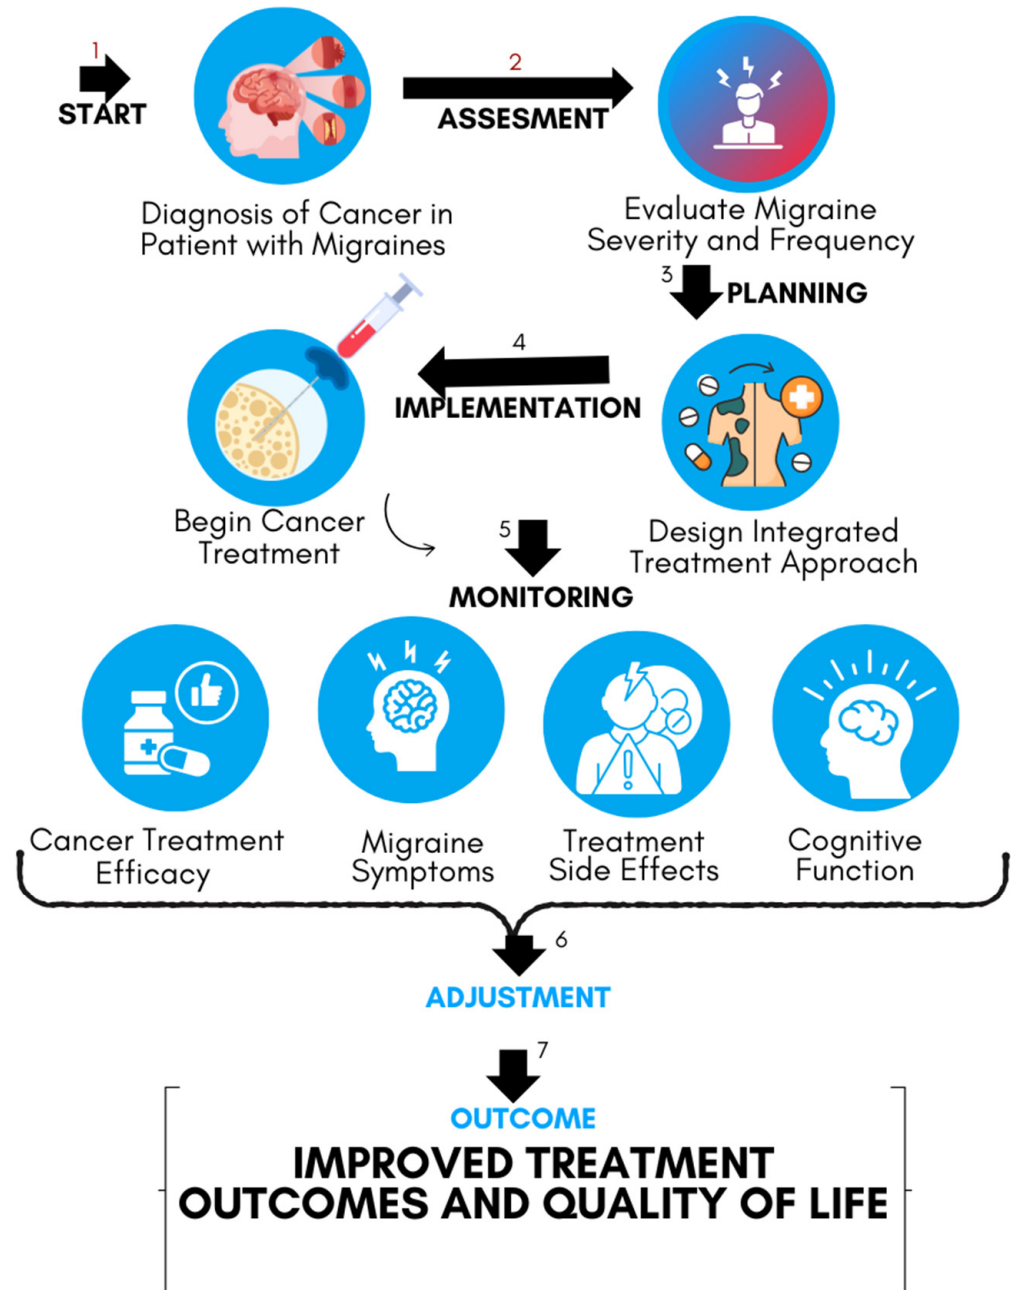 1
START
2
ASSESMENT
Diagnosis of Cancer in
Patient with Migraines
Evaluate Migraine
Severity and Frequency
3
PLANNING
4
IMPLEMENTATION
Begin Cancer
Treatment
Design Integrated
Treatment Approach
5
MONITORING
Cancer Treatment
Efficacy
Migraine
Symptoms
Treatment
Side Effects
Cognitive
Function
6
ADJUSTMENT
7
OUTCOME
IMPROVED TREATMENT
OUTCOMES AND QUALITY OF LIFE